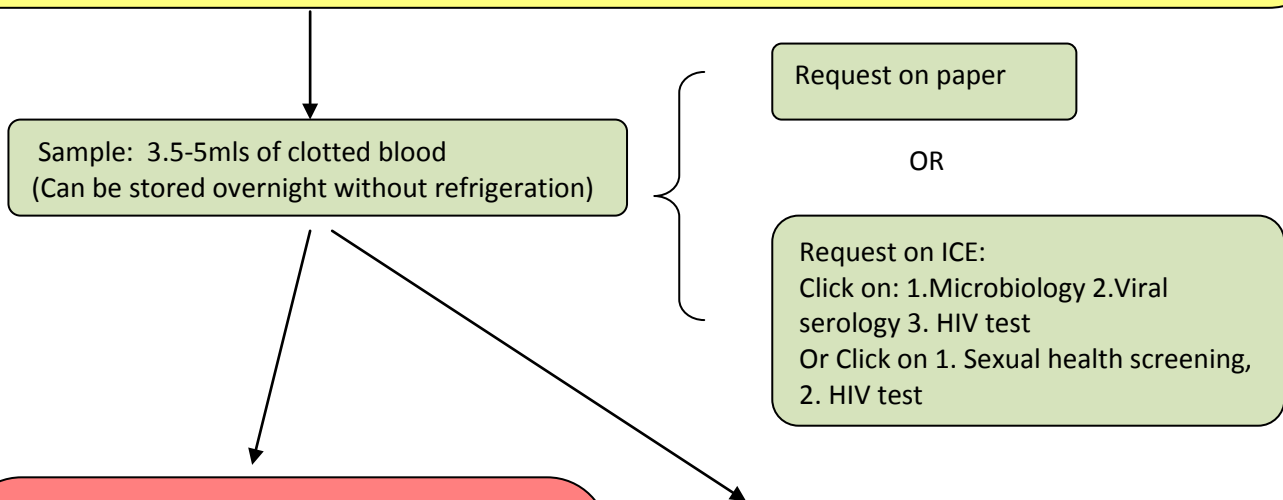 Request on paper
Sample: 3.5-5mls of clotted blood
(Can be stored overnight without refrigeration)
OR
Request on ICE:
Click on: 1.Microbiology 2.Viral
serology 3. HIV test
Or Click on 1. Sexual health screening,
2. HIV test